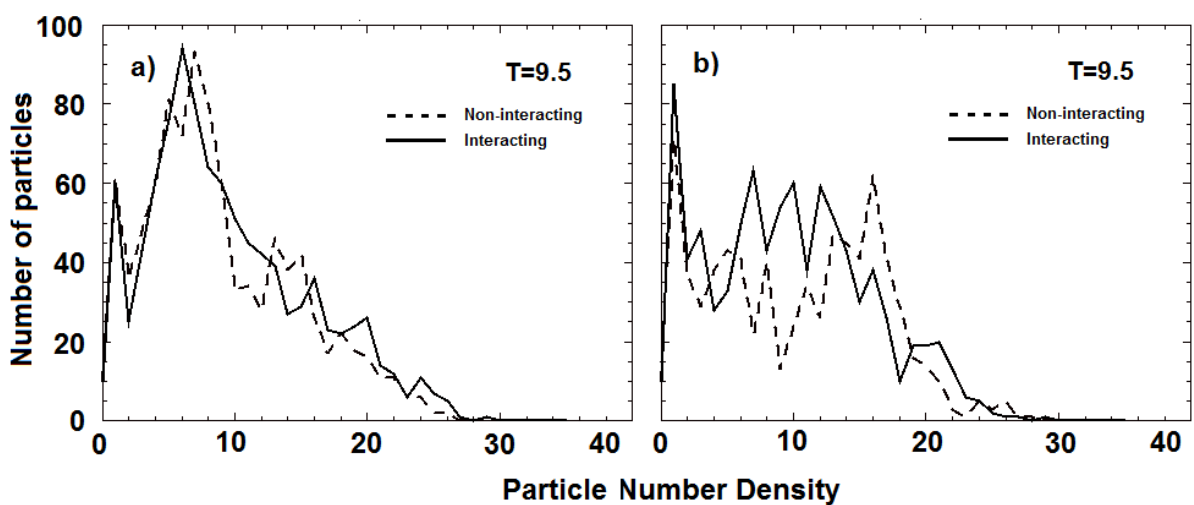 100
80
60
40
20
0
Number of particles
a)
T=9.5
Non-interacting
Interacting
0
10
20
30
40
b)
T=9.5
Non-interacting
Interacting
0
10
20
30
40
Particle Number Density